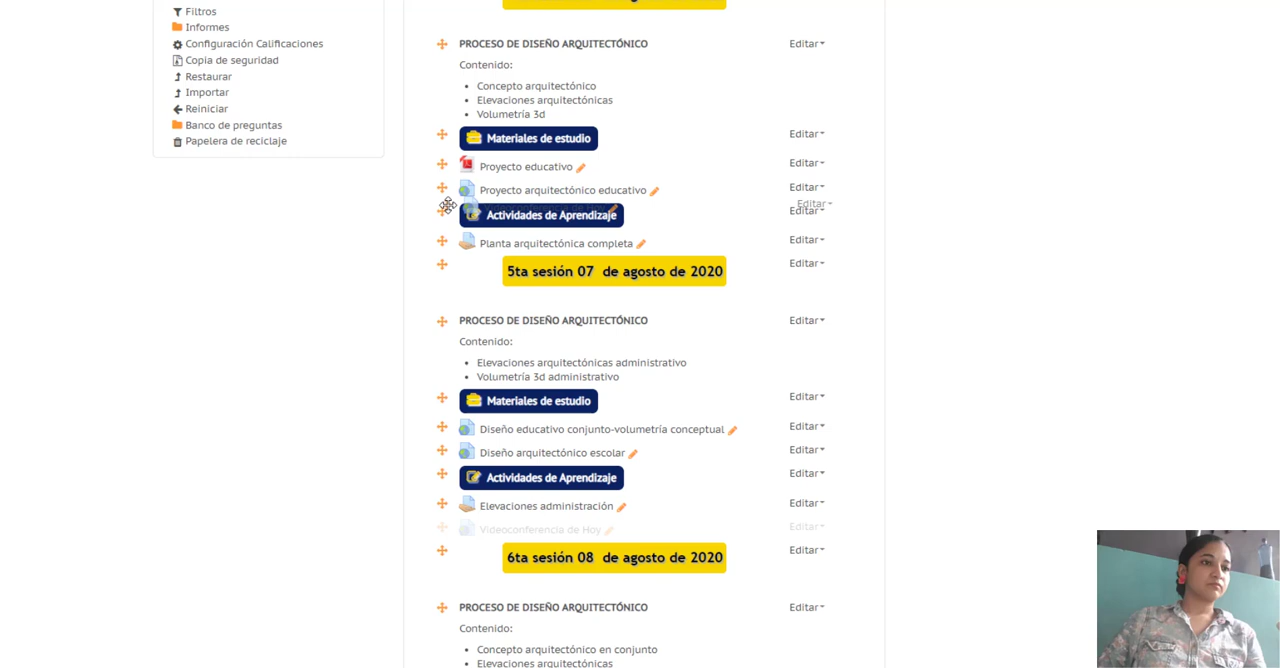 Filtros
Informes
Configuración Calificaciones
Copia de seguridad
Restaurar
Importar
Reiniciar
Banco de preguntas
Papelera de reciclaje
PROCESO DE DISEÑO ARQUITECTÓNICO Editar
Contenido:
Concepto arquitectónico
Elevaciones arquitectónicas
Volumetría 3d
Materiales de estudio Editar
Proyecto educativo Editar
Proyecto arquitectónico educativo Editar
Videoconferencia de Hoy Editar
Actividades de Aprendizaje Editar
Planta arquitectónica completa Editar
5ta sesión 07 de agosto de 2020 Editar
PROCESO DE DISEÑO ARQUITECTÓNICO Editar
Contenido:
Elevaciones arquitectónicas administrativo
Volumetría 3d administrativo
Materiales de estudio Editar
Diseño educativo conjunto-volumetría conceptual Editar
Diseño arquitectónico escolar Editar
Actividades de Aprendizaje Editar
Elevaciones administración Editar
Videoconferencia de Hoy Editar
6ta sesión 08 de agosto de 2020 Editar
PROCESO DE DISEÑO ARQUITECTÓNICO Editar
Contenido:
Concepto arquitectónico en conjunto
Elevaciones arquitectónicas